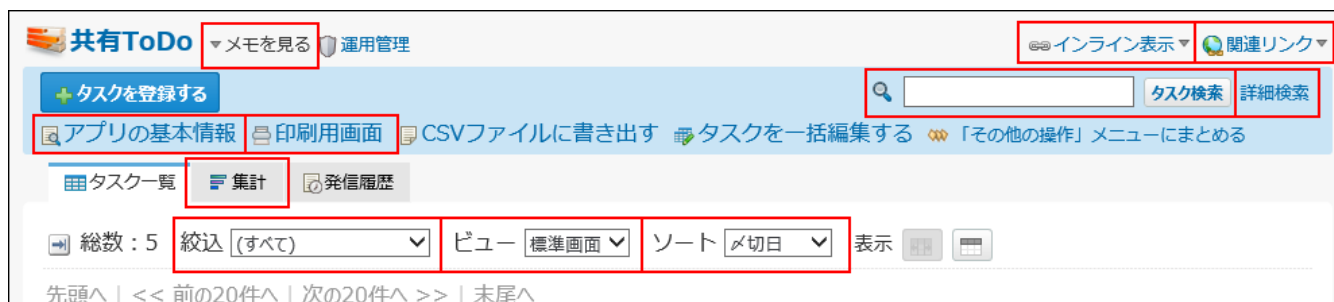 共有ToDo ▼メモを見る 運用管理 インライン表示▼ 関連リンク▼
+タスクを登録する タスク検索 詳細検索
アプリの基本情報 印刷用画面 CSVファイルに書き出す タスクを一括編集する 「その他の操作」メニューにまとめる
タスク一覧 集計 発信履歴
総数：5 絞込 (すべて) ビュー 標準画面 ソート 〆切日 表示
先頭へ | << 前の20件へ | 次の20件へ >> | 末尾へ